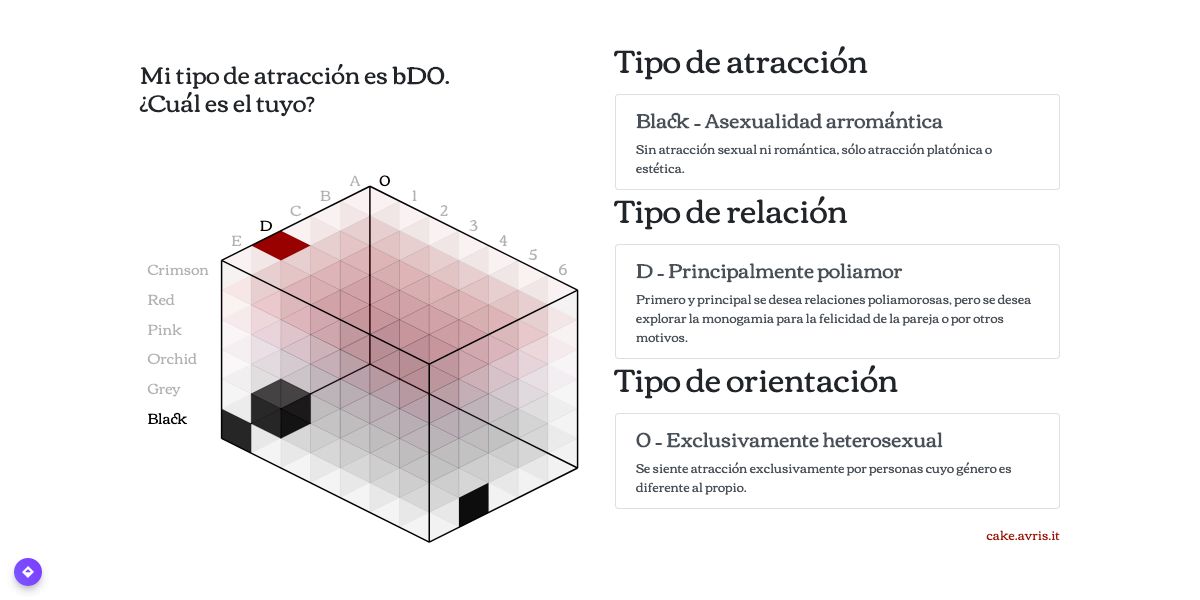 Mi tipo de atracción es bD0.
¿Cuál es el tuyo?
A 0
B 1
C 2
D 3
E 4
5
6
Crimson
Red
Pink
Orchid
Grey
Black
Tipo de atracción
Black - Asexualidad arromántica
Sin atracción sexual ni romántica, sólo atracción platónica o
estética.
Tipo de relación
D - Principalmente poliamor
Primero y principal se desea relaciones poliamorosas, pero se desea
explorar la monogamia para la felicidad de la pareja o por otros
motivos.
Tipo de orientación
0 - Exclusivamente heterosexual
Se siente atracción exclusivamente por personas cuyo género es
diferente al propio.
cake.avris.it